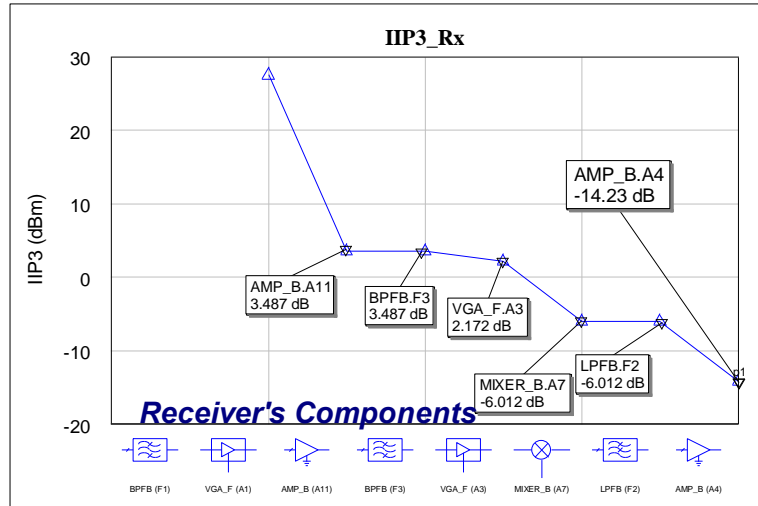 IIP3_Rx
30
20
10
0
-10
-20
IIP3 (dBm)
AMP_B.A4
-14.23 dB
AMP_B.A11
3.487 dB
BPFB.F3
3.487 dB
VGA_F.A3
2.172 dB
MIXER_B.A7
-6.012 dB
LPFB.F2
-6.012 dB
p1
Receiver's Components
BPFB (F1)
VGA_F (A1)
AMP_B (A11)
BPFB (F3)
VGA_F (A3)
MIXER_B (A7)
LPFB (F2)
AMP_B (A4)